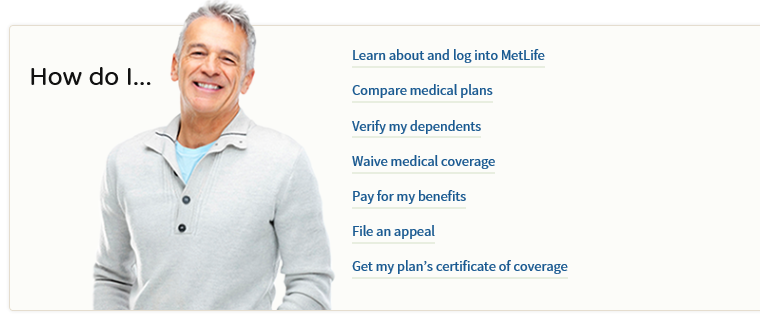 How do I...
Learn about and log into MetLife
Compare medical plans
Verify my dependents
Waive medical coverage
Pay for my benefits
File an appeal
Get my plan’s certificate of coverage